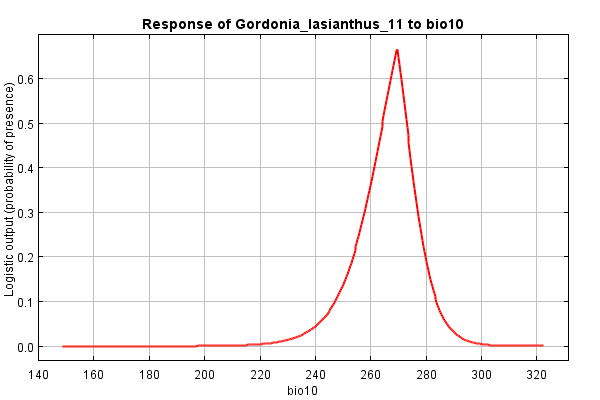 Response of Gordonia_lasianthus_11 to bio10
Logistic output (probability of presence)
0.6
0.5
0.4
0.3
0.2
0.1
0.0
140 160 180 200 220 240 260 280 300 320
bio10